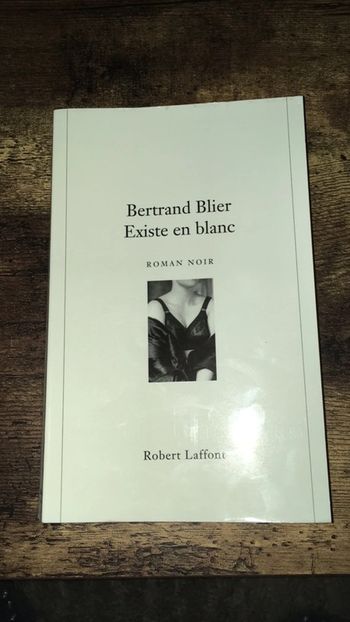 Bertrand Blier
Existe en blanc
ROMAN NOIR
Robert Laffont